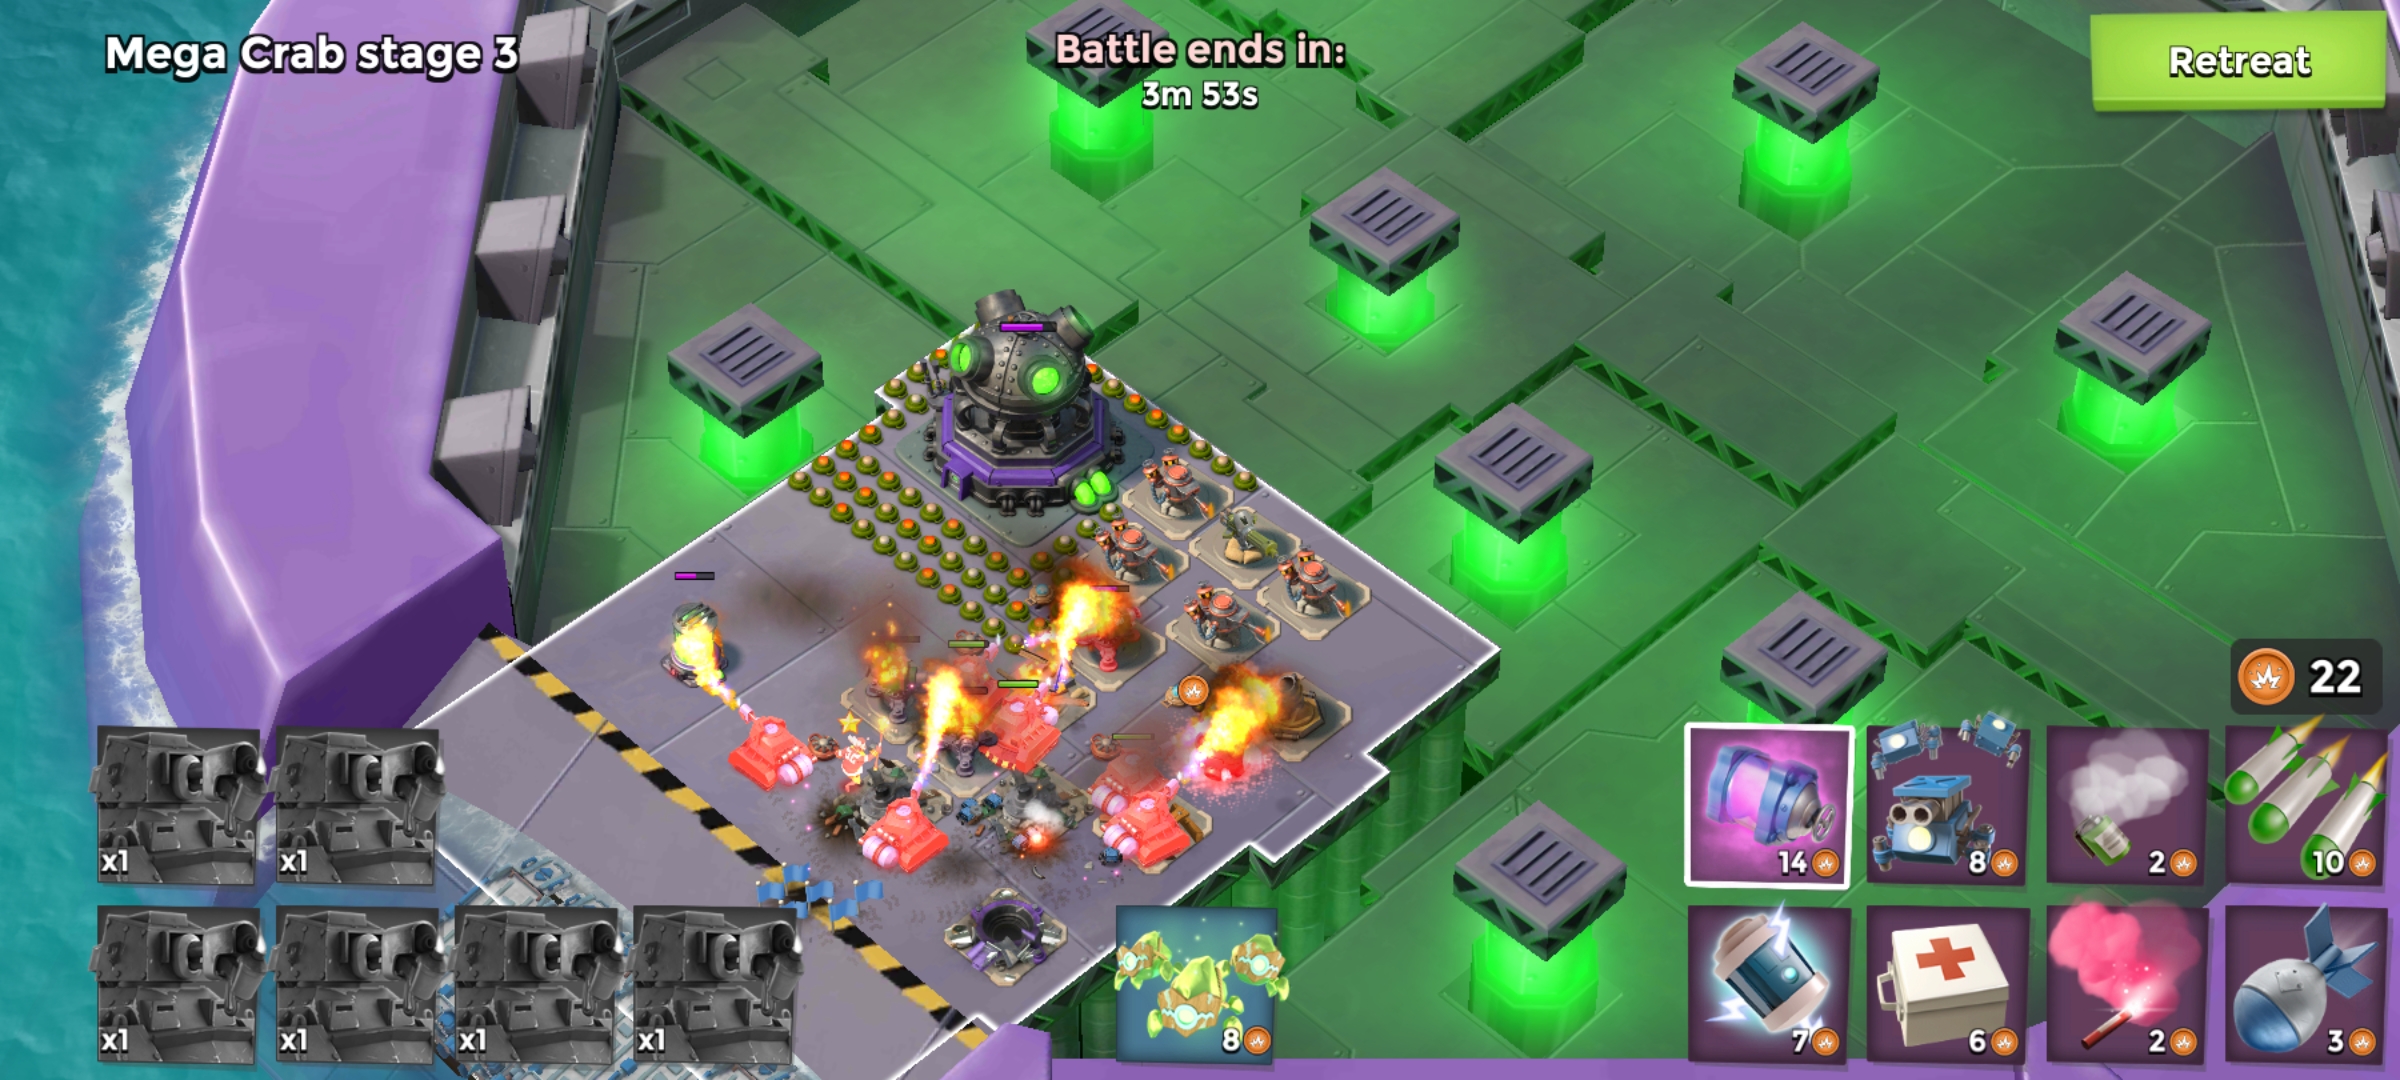 Mega Crab stage 3
Battle ends in:
3m 53s
Retreat
22
x1
x1
14
8
2
10
x1
x1
x1
x1
8
7
6
2
3